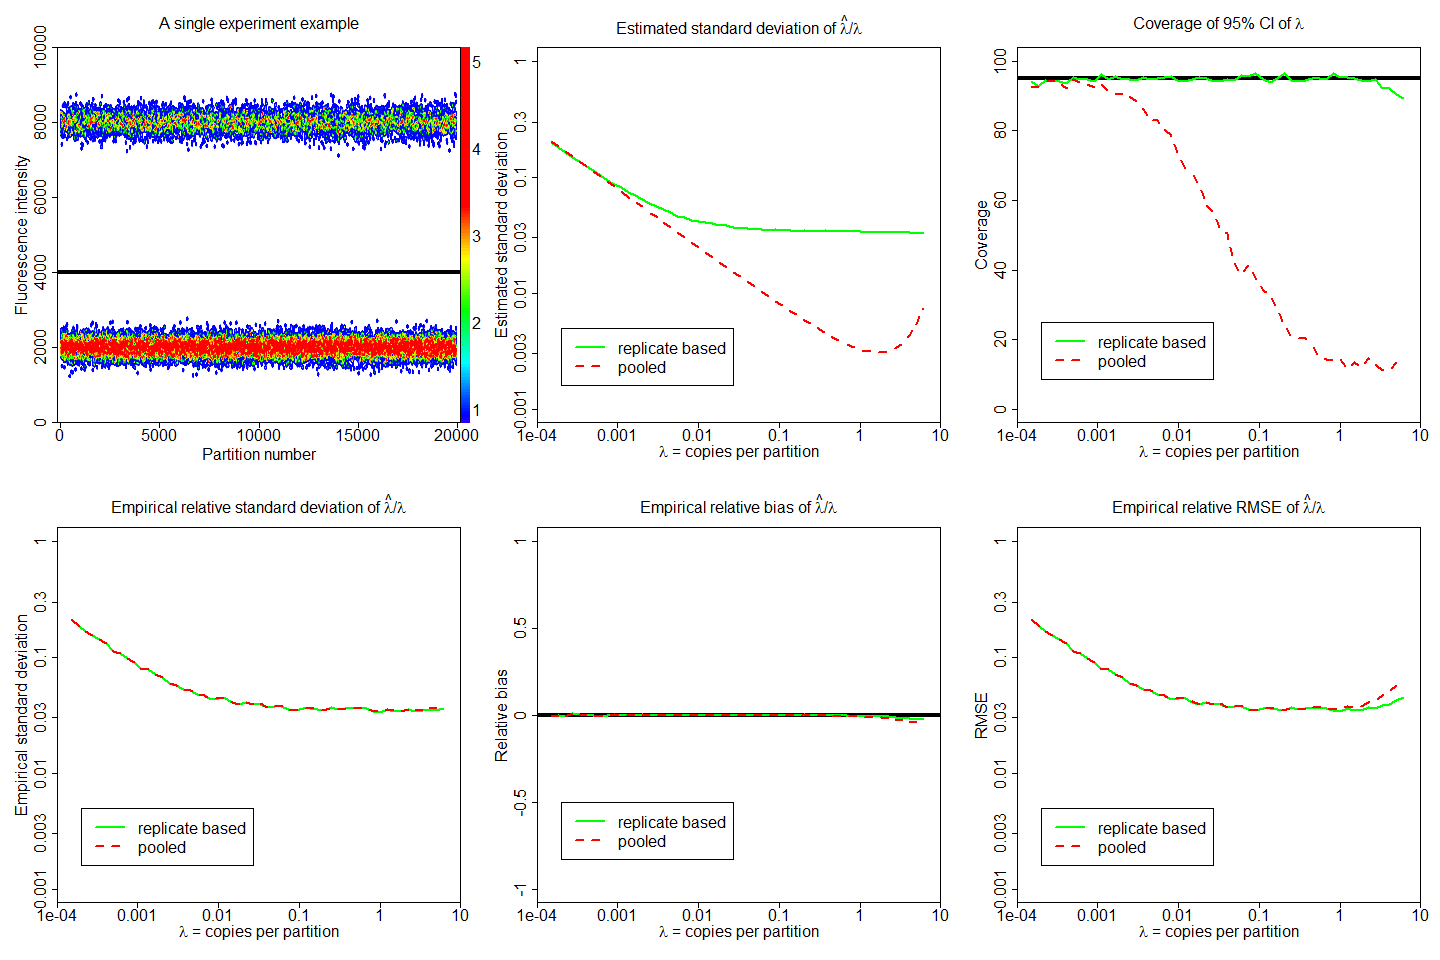 A single experiment example
Fluorescence intensity
0
2000
4000
6000
8000
10000
0
5000
10000
15000
20000
Partition number
5
4
3
2
1
Estimated standard deviation of λ̂/λ
Estimated standard deviation
1
0.3
0.1
0.03
0.01
0.003
0.001
replicate based
pooled
1e-04
0.001
0.01
0.1
1
10
λ = copies per partition
Coverage of 95% CI of λ
Coverage
100
80
60
40
20
0
replicate based
pooled
1e-04
0.001
0.01
0.1
1
10
λ = copies per partition
Empirical relative standard deviation of λ̂/λ
Empirical standard deviation
1
0.3
0.1
0.03
0.01
0.003
0.001
replicate based
pooled
1e-04
0.001
0.01
0.1
1
10
λ = copies per partition
Empirical relative bias of λ̂/λ
Relative bias
1
0.5
0
-0.5
-1
replicate based
pooled
1e-04
0.001
0.01
0.1
1
10
λ = copies per partition
Empirical relative RMSE of λ̂/λ
RMSE
1
0.3
0.1
0.03
0.01
0.003
0.001
replicate based
pooled
1e-04
0.001
0.01
0.1
1
10
λ = copies per partition